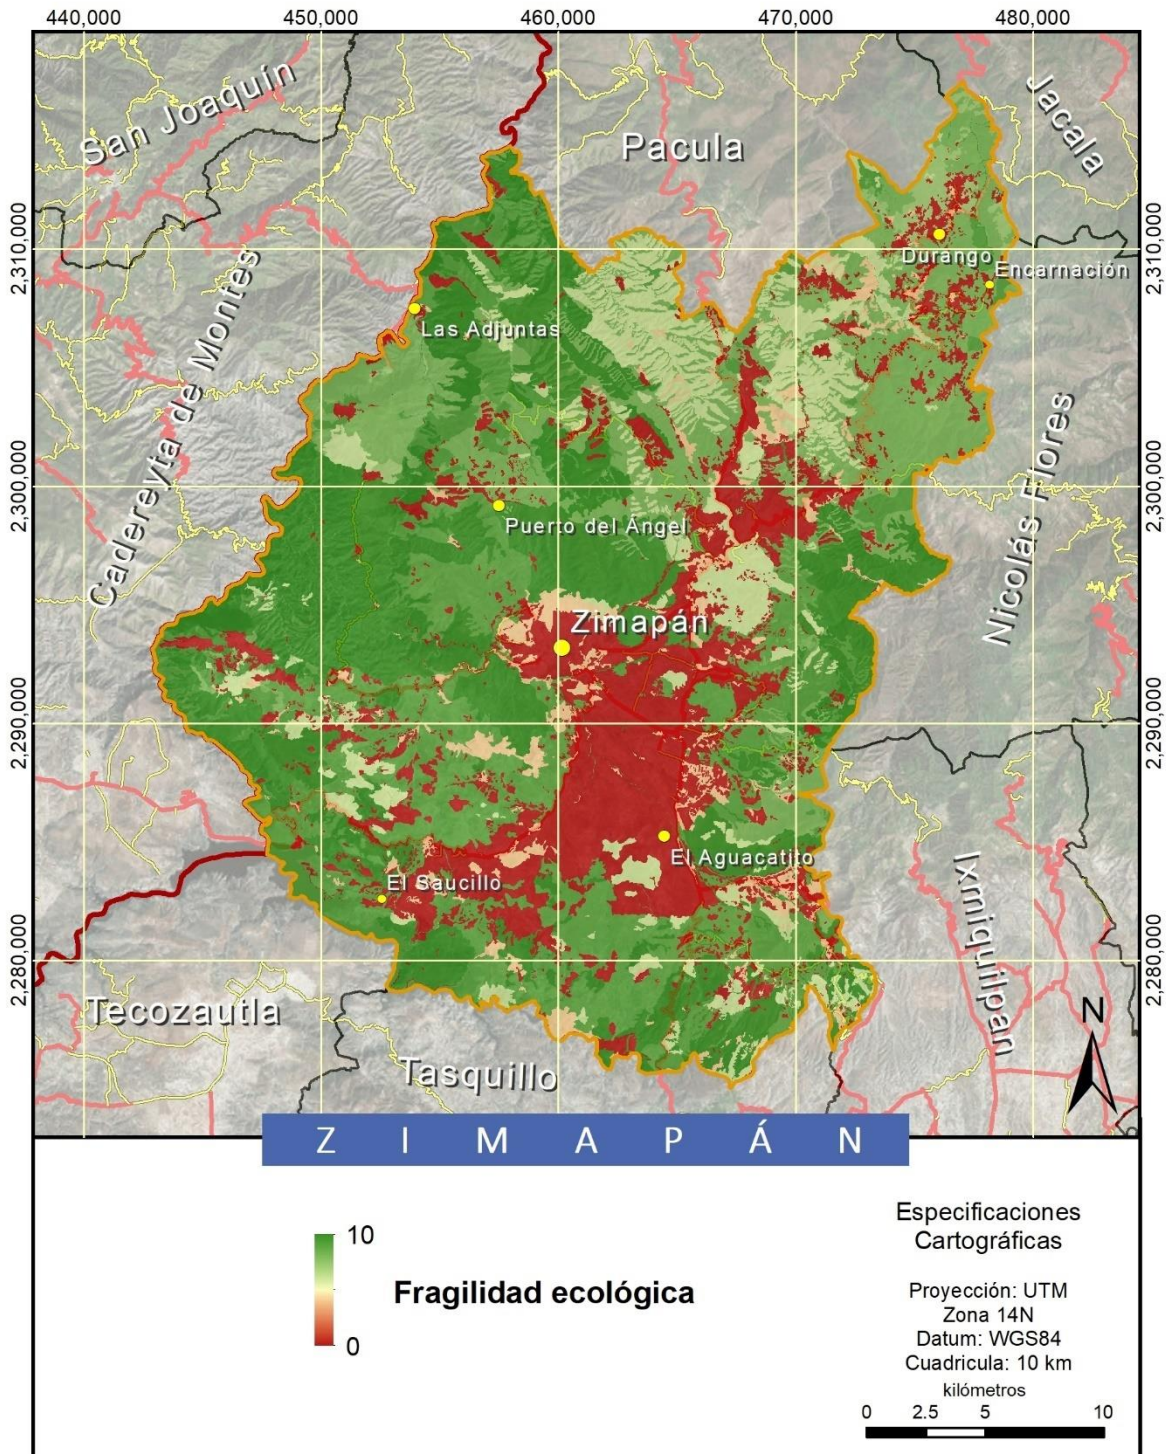 440,000 450,000 460,000 470,000 480,000
San Joaquín
Pacula
Jacala
2,310,000
2,310,000
Durango
Encarnación
Las Adjuntas
Cadereyta de Montes
Nicolás Flores
2,300,000
2,300,000
Puerto del Ángel
Zimapán
2,290,000
2,290,000
El Aguacatito
El Saucillo
Ixmiquilpan
2,280,000
2,280,000
Tecozautla
Tasquillo
N
ZIMAPÁN
10
Fragilidad ecológica
0
Especificaciones
Cartográficas
Proyección: UTM
Zona 14N
Datum: WGS84
Cuadricula: 10 km
kilómetros
0 2.5 5 10